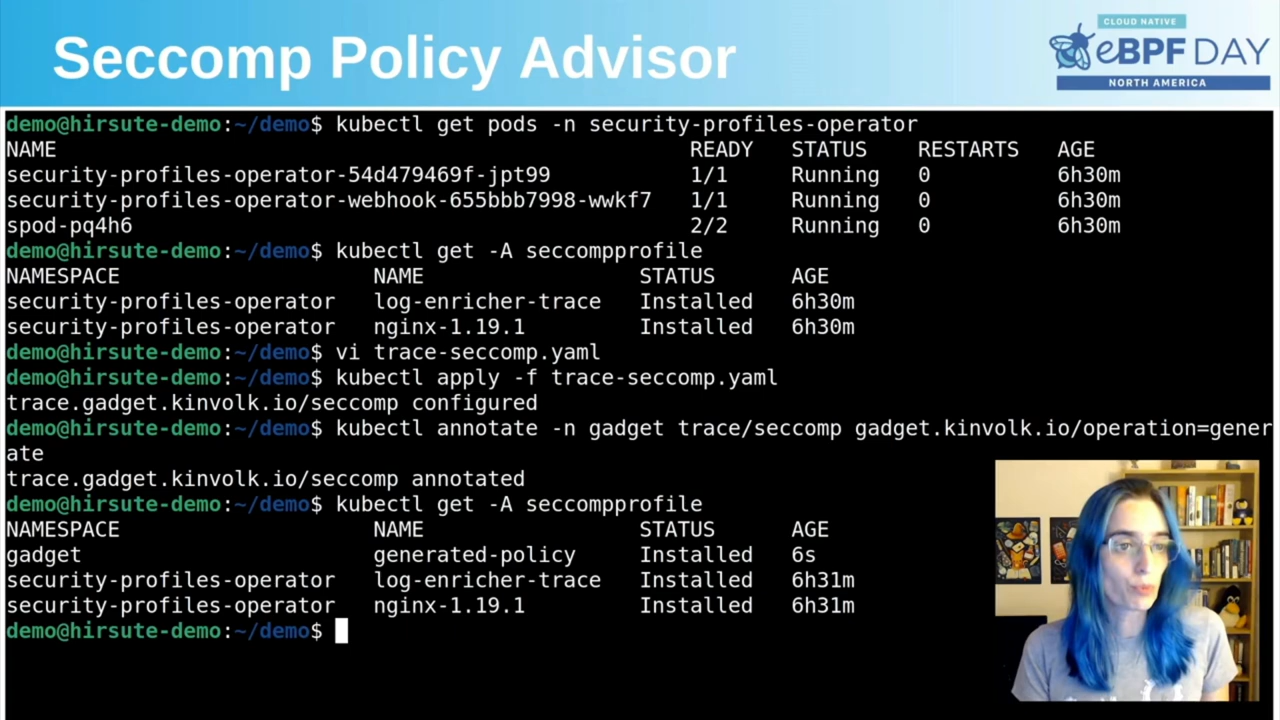 Seccomp Policy Advisor
CLOUD NATIVE
eBPF DAY
NORTH AMERICA
demo@hirsute-demo:~/demo$ kubectl get pods -n security-profiles-operator
NAME READY STATUS RESTARTS AGE
security-profiles-operator-54d479469f-jpt99 1/1 Running 0 6h30m
security-profiles-operator-webhook-655bbb7998-wwkf7 1/1 Running 0 6h30m
spod-pq4h6 2/2 Running 0 6h30m
demo@hirsute-demo:~/demo$ kubectl get -A seccompprofile
NAMESPACE NAME STATUS AGE
security-profiles-operator log-enricher-trace Installed 6h30m
security-profiles-operator nginx-1.19.1 Installed 6h30m
demo@hirsute-demo:~/demo$ vi trace-seccomp.yaml
demo@hirsute-demo:~/demo$ kubectl apply -f trace-seccomp.yaml
trace.gadget.kinvolk.io/seccomp configured
demo@hirsute-demo:~/demo$ kubectl annotate -n gadget trace/seccomp gadget.kinvolk.io/operation=gener
ate
trace.gadget.kinvolk.io/seccomp annotated
demo@hirsute-demo:~/demo$ kubectl get -A seccompprofile
NAMESPACE NAME STATUS AGE
gadget generated-policy Installed 6s
security-profiles-operator log-enricher-trace Installed 6h31m
security-profiles-operator nginx-1.19.1 Installed 6h31m
demo@hirsute-demo:~/demo$